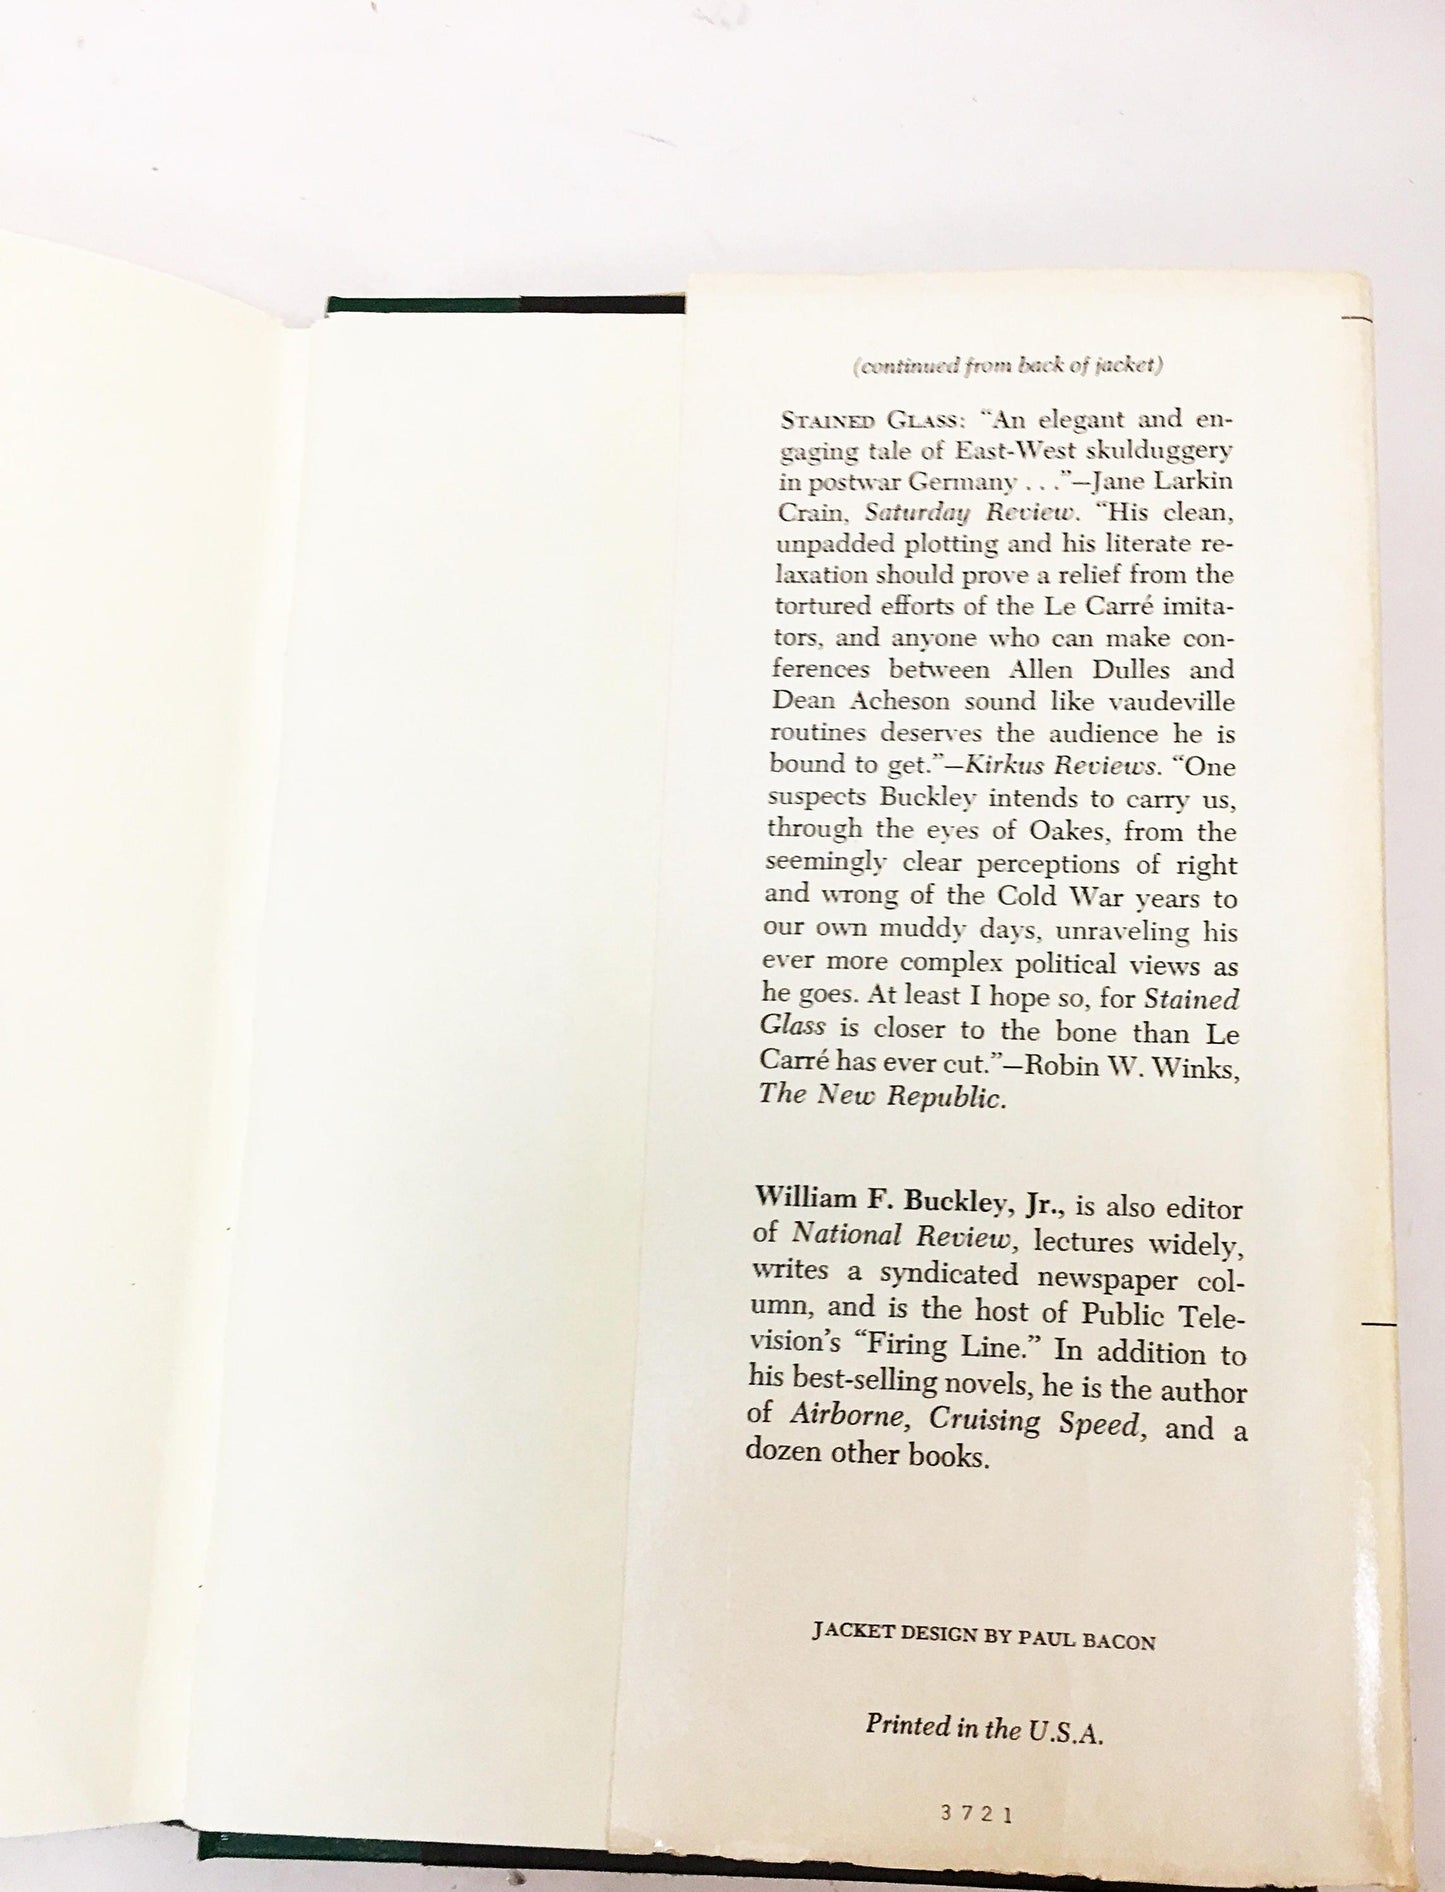 (continued from back of jacket)
STAINED GLASS: “An elegant and en-
gaging tale of East-West skulduggery
in postwar Germany . . .”—Jane Larkin
Crain, Saturday Review. “His clean,
unpadded plotting and his literate re-
laxation should prove a relief from the
tortured efforts of the Le Carré imita-
tors, and anyone who can make con-
ferences between Allen Dulles and
Dean Acheson sound like vaudeville
routines deserves the audience he is
bound to get.”—Kirkus Reviews. “One
suspects Buckley intends to carry us,
through the eyes of Oakes, from the
seemingly clear perceptions of right
and wrong of the Cold War years to
our own muddy days, unraveling his
ever more complex political views as
he goes. At least I hope so, for Stained
Glass is closer to the bone than Le
Carré has ever cut.”—Robin W. Winks,
The New Republic.
William F. Buckley, Jr., is also editor
of National Review, lectures widely,
writes a syndicated newspaper col-
umn, and is the host of Public Tele-
vision’s “Firing Line.” In addition to
his best-selling novels, he is the author
of Airborne, Cruising Speed, and a
dozen other books.
JACKET DESIGN BY PAUL BACON
Printed in the U.S.A.
3721